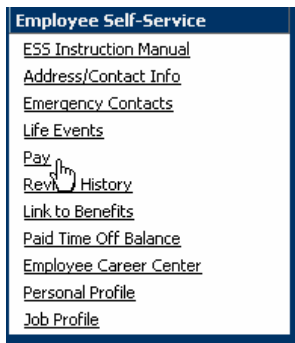 Employee Self-Service
ESS Instruction Manual
Address/Contact Info
Emergency Contacts
Life Events
Pay
History
Link to Benefits
Paid Time Off Balance
Employee Career Center
Personal Profile
Job Profile